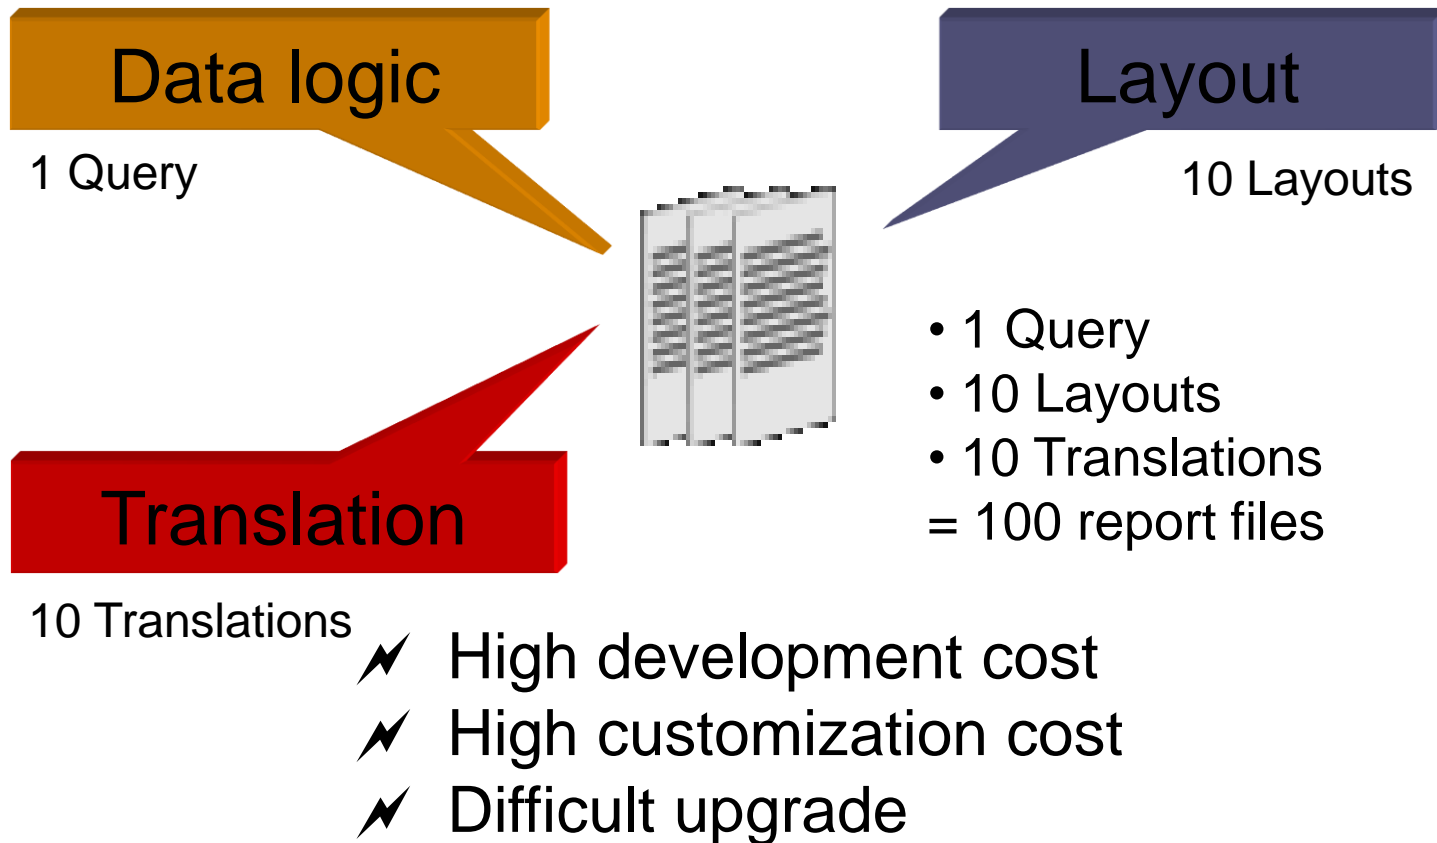 Data logic
1 Query
Layout
10 Layouts
• 1 Query
• 10 Layouts
• 10 Translations
= 100 report files
Translation
10 Translations
High development cost
High customization cost
Difficult upgrade